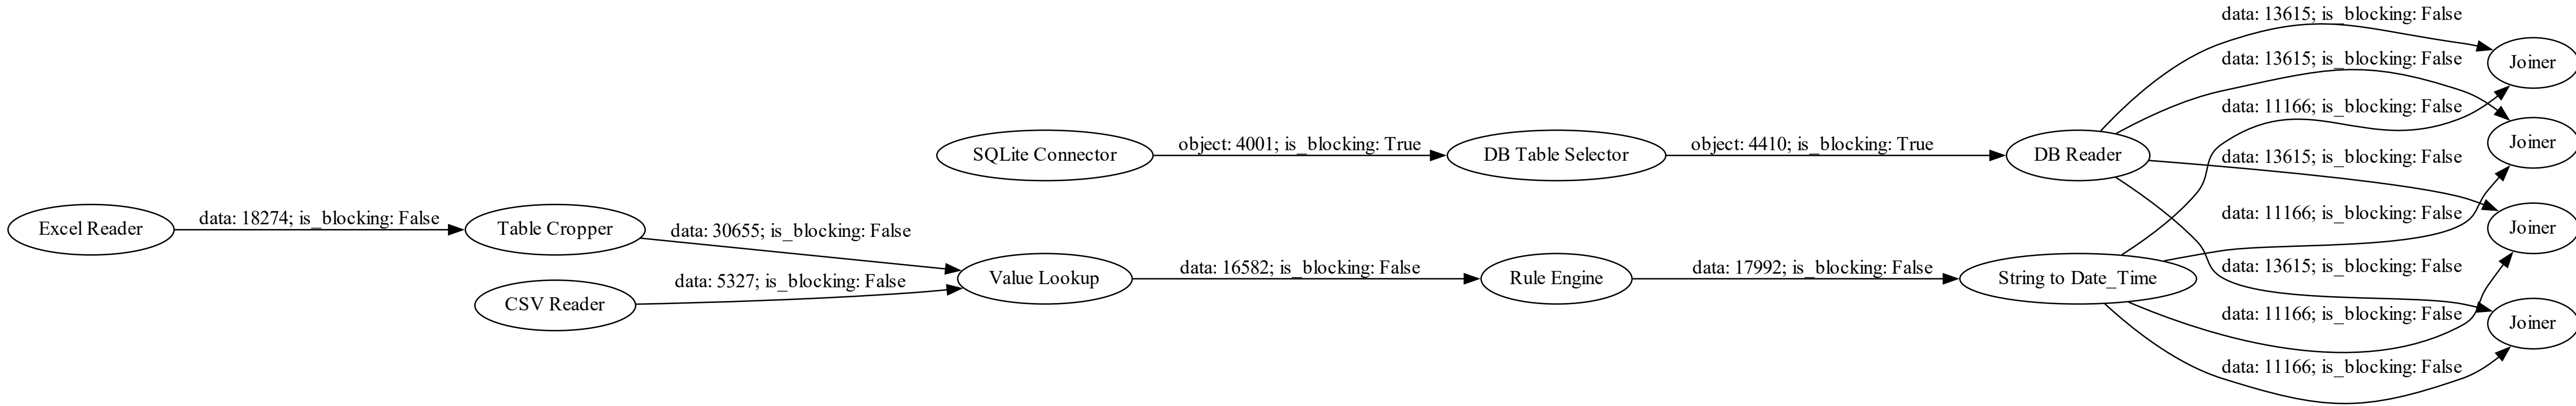 data: 13615; is_blocking: False
Joiner
data: 13615; is_blocking: False
data: 11166; is_blocking: False
SQLite Connector
object: 4001; is_blocking: True
DB Table Selector
object: 4410; is_blocking: True
DB Reader
Joiner
data: 13615; is_blocking: False
data: 11166; is_blocking: False
Excel Reader
data: 18274; is_blocking: False
Table Cropper
data: 30655; is_blocking: False
Joiner
CSV Reader
data: 5327; is_blocking: False
Value Lookup
data: 16582; is_blocking: False
Rule Engine
data: 17992; is_blocking: False
String to Date_Time
data: 13615; is_blocking: False
data: 11166; is_blocking: False
Joiner
data: 11166; is_blocking: False